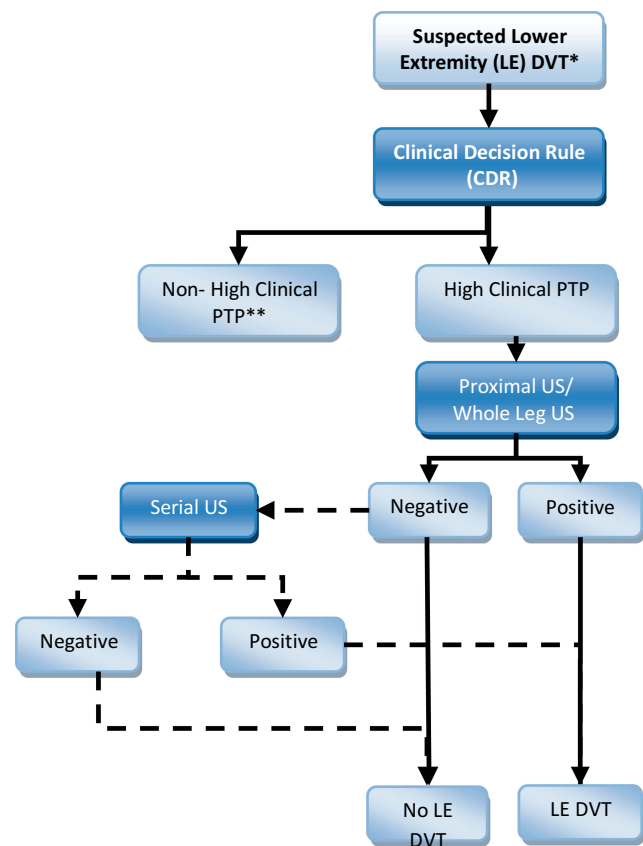 Suspected Lower
Extremity (LE) DVT*
Clinical Decision Rule
(CDR)
Non- High Clinical
PTP**
High Clinical PTP
Proximal US/
Whole Leg US
Serial US
Negative
Positive
Negative
Positive
No LE
DVT
LE DVT